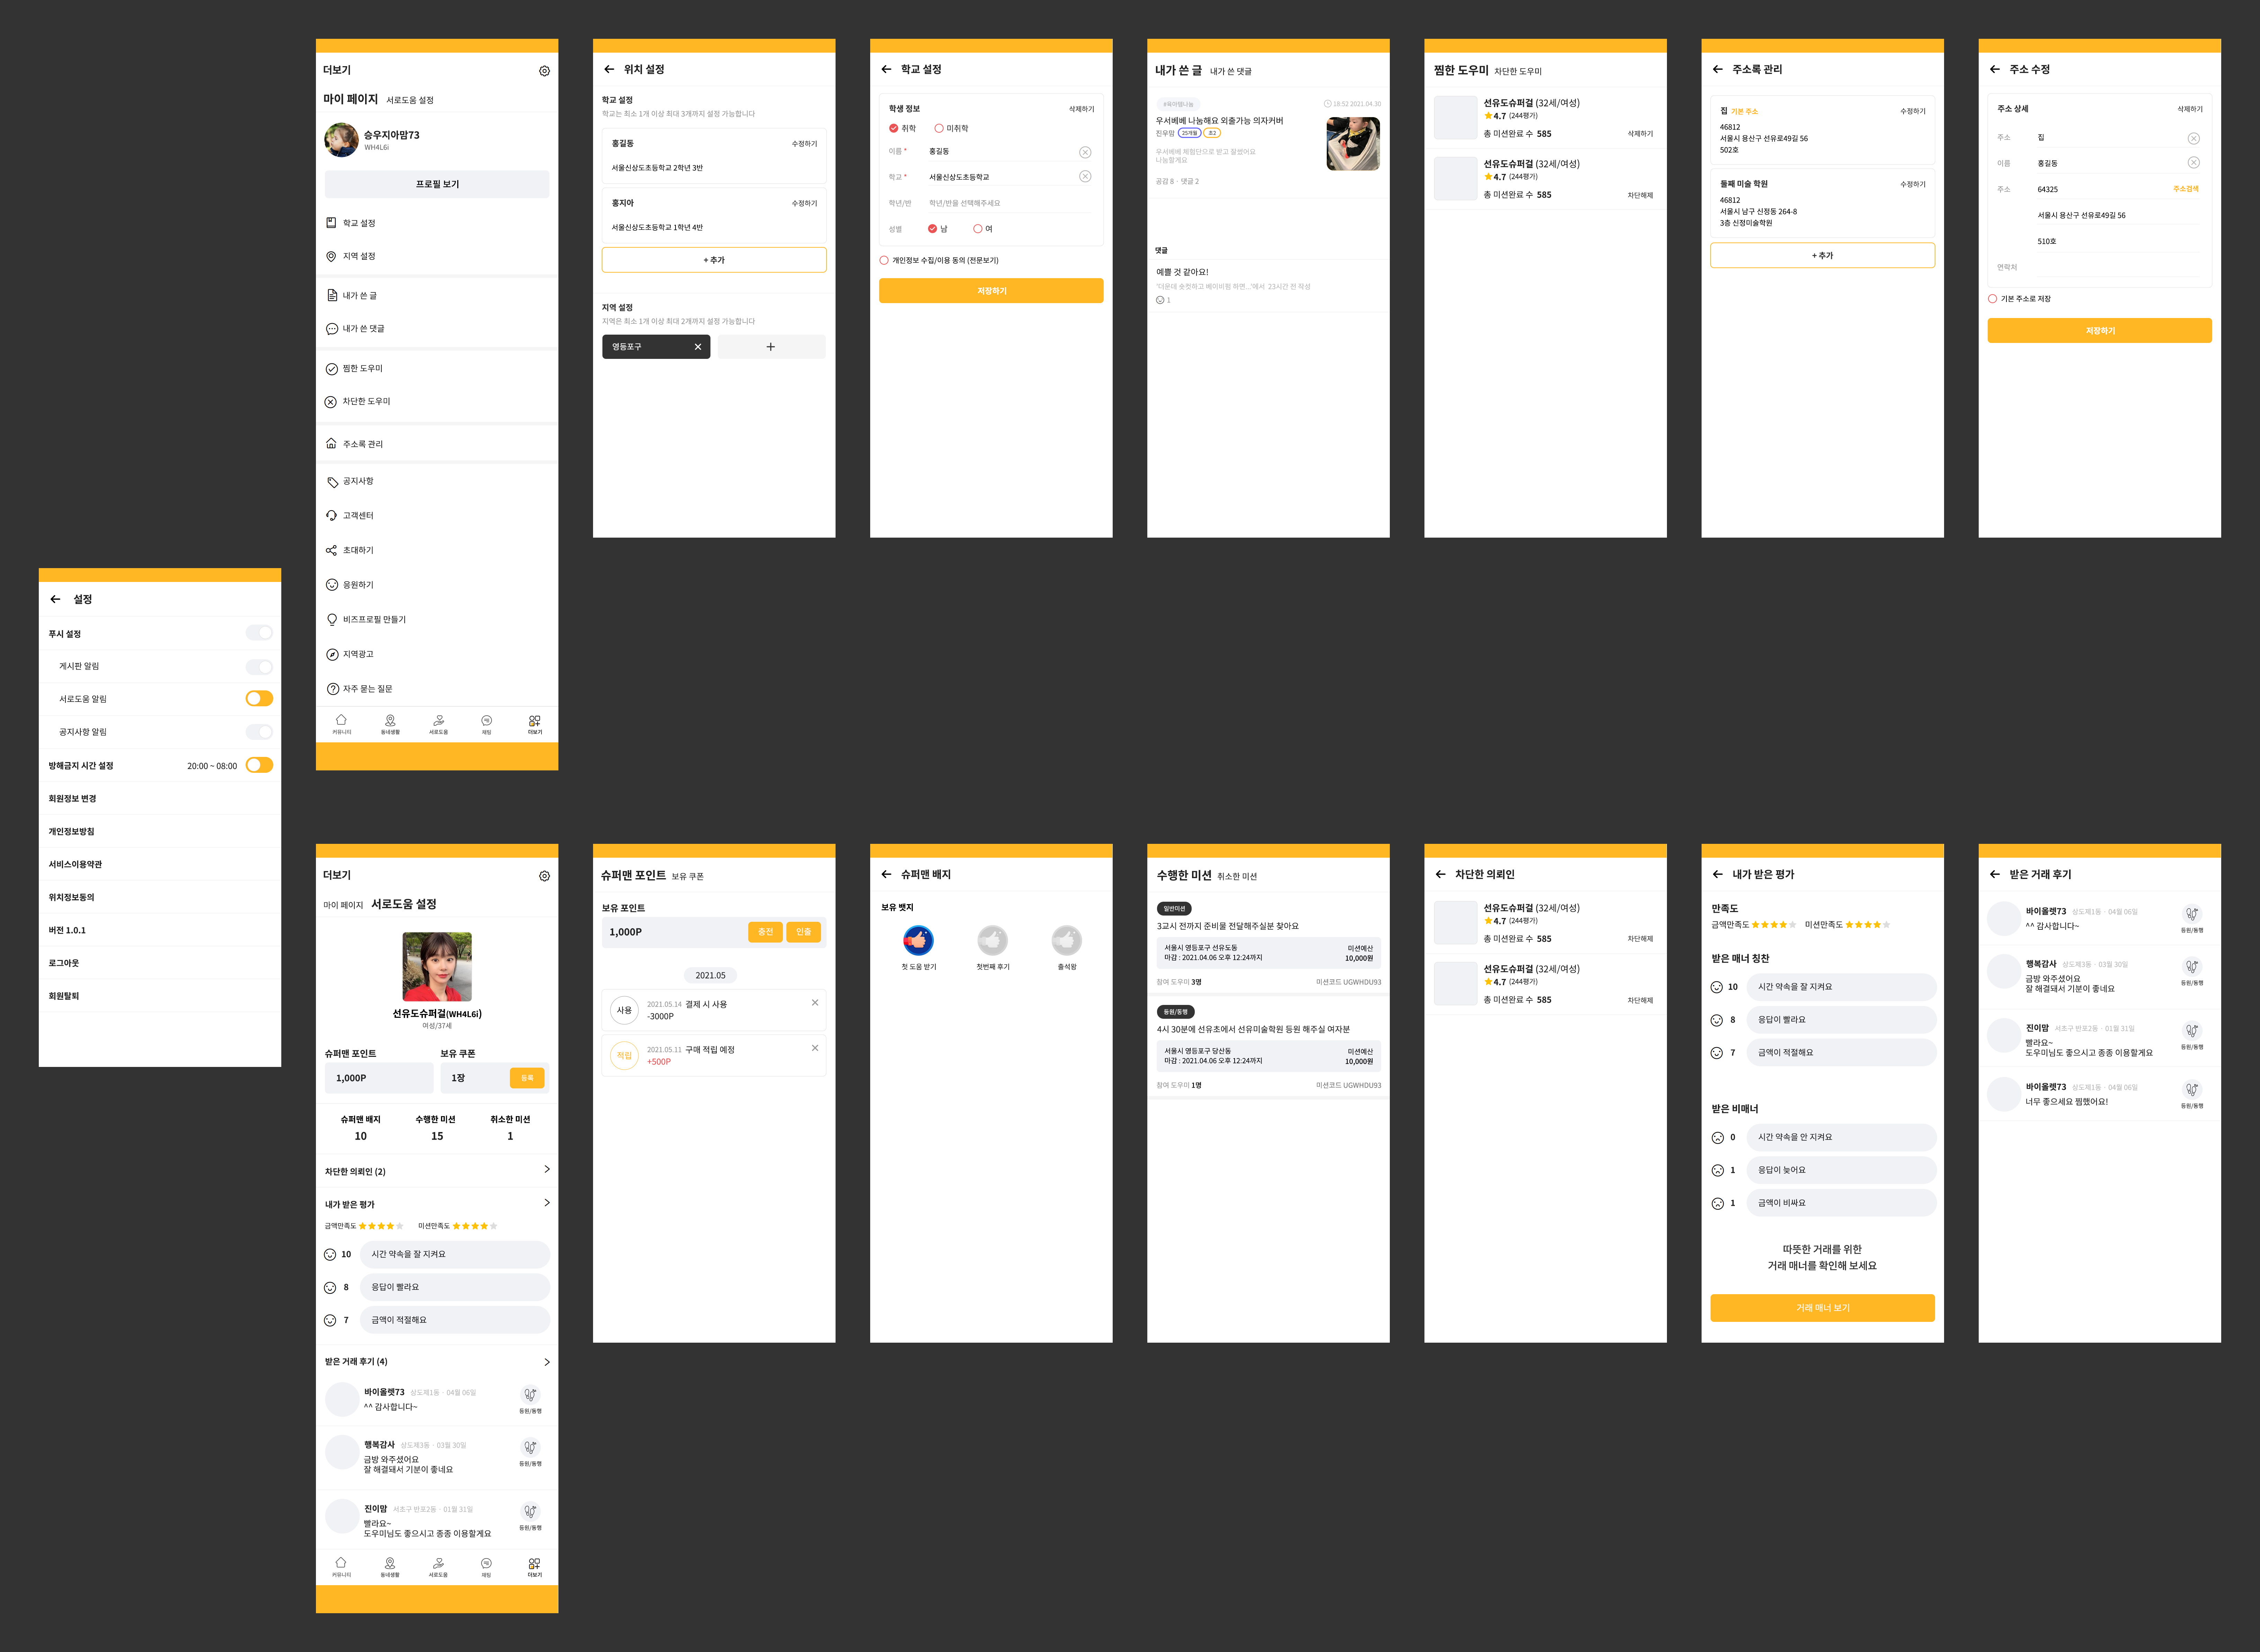 더보기
마이 페이지 서로도움 설정
승우지아맘73
WH4L6i
프로필 보기
학교 설정
지역 설정
내가 쓴 글
내가 쓴 댓글
찜한 도우미
차단한 도우미
주소록 관리
공지사항
고객센터
초대하기
응원하기
비즈프로필 만들기
지역광고
자주 묻는 질문
커뮤니티 동네생활 서로도움 채팅 더보기
위치 설정
학교 설정
학교는 최소 1개 이상 최대 3개까지 설정 가능합니다
홍길동 수정하기
서울신상도초등학교 2학년 3반
홍지아 수정하기
서울신상도초등학교 1학년 4반
+ 추가
지역 설정
지역은 최소 1개 이상 최대 2개까지 설정 가능합니다
영등포구
학교 설정
학생 정보 삭제하기
취학 미취학
이름 * 홍길동
학교 * 서울신상도초등학교
학년/반 학년/반을 선택해주세요
성별 남 여
개인정보 수집/이용 동의 (전문보기)
저장하기
내가 쓴 글 내가 쓴 댓글
#육아템나눔 18:52 2021.04.30
우서베베 나눔해요 외출가능 의자커버
진우맘 25개월 초2
우서베베 체험단으로 받고 잘썼어요
나눔할게요
공감 8 · 댓글 2
댓글
예쁠 것 같아요!
'더운데 숏컷하고 베이비펌 하면...'에서 23시간 전 작성
1
찜한 도우미 차단한 도우미
선유도슈퍼걸 (32세/여성)
4.7 (244평가)
총 미션완료 수 585 삭제하기
선유도슈퍼걸 (32세/여성)
4.7 (244평가)
총 미션완료 수 585 차단해제
주소록 관리
집 기본 주소 수정하기
46812
서울시 용산구 선유로49길 56
502호
둘째 미술 학원 수정하기
46812
서울시 남구 신정동 264-8
3층 신정미술학원
+ 추가
주소 수정
주소 상세 삭제하기
주소 집
이름 홍길동
주소 64325 주소검색
서울시 용산구 선유로49길 56
510호
연락처
기본 주소로 저장
저장하기
설정
푸시 설정
게시판 알림
서로도움 알림
공지사항 알림
방해금지 시간 설정 20:00 ~ 08:00
회원정보 변경
개인정보방침
서비스이용약관
위치정보동의
버전 1.0.1
로그아웃
회원탈퇴
더보기
마이 페이지 서로도움 설정
선유도슈퍼걸(WH4L6i)
여성/37세
슈퍼맨 포인트 보유 쿠폰
1,000P 1장 등록
슈퍼맨 배지 수행한 미션 취소한 미션
10 15 1
차단한 의뢰인 (2)
내가 받은 평가
금액만족도 미션만족도
10 시간 약속을 잘 지켜요
8 응답이 빨라요
7 금액이 적절해요
받은 거래 후기 (4)
바이올렛73 상도제1동 · 04월 06일
^^ 감사합니다~
등원/동행
행복감사 상도제3동 · 03월 30일
금방 와주셨어요
잘 해결돼서 기분이 좋네요
등원/동행
진이맘 서초구 반포2동 · 01월 31일
빨라요~
도우미님도 좋으시고 종종 이용할게요
등원/동행
커뮤니티 동네생활 서로도움 채팅 더보기
슈퍼맨 포인트 보유 쿠폰
보유 포인트
1,000P 충전 인출
2021.05
사용 2021.05.14 결제 시 사용
-3000P
적립 2021.05.11 구매 적립 예정
+500P
슈퍼맨 배지
보유 뱃지
첫 도움 받기 첫번째 후기 출석왕
수행한 미션 취소한 미션
일반미션
3교시 전까지 준비물 전달해주실분 찾아요
서울시 영등포구 선유도동 미션예산
마감 : 2021.04.06 오후 12:24까지 10,000원
참여 도우미 3명 미션코드 UGWHDU93
등원/동행
4시 30분에 선유초에서 선유미술학원 등원 해주실 여자분
서울시 영등포구 당산동 미션예산
마감 : 2021.04.06 오후 12:24까지 10,000원
참여 도우미 1명 미션코드 UGWHDU93
차단한 의뢰인
선유도슈퍼걸 (32세/여성)
4.7 (244평가)
총 미션완료 수 585 차단해제
선유도슈퍼걸 (32세/여성)
4.7 (244평가)
총 미션완료 수 585 차단해제
내가 받은 평가
만족도
금액만족도 미션만족도
받은 매너 칭찬
10 시간 약속을 잘 지켜요
8 응답이 빨라요
7 금액이 적절해요
받은 비매너
0 시간 약속을 안 지켜요
1 응답이 늦어요
1 금액이 비싸요
따뜻한 거래를 위한
거래 매너를 확인해 보세요
거래 매너 보기
받은 거래 후기
바이올렛73 상도제1동 · 04월 06일
^^ 감사합니다~
등원/동행
행복감사 상도제3동 · 03월 30일
금방 와주셨어요
잘 해결돼서 기분이 좋네요
등원/동행
진이맘 서초구 반포2동 · 01월 31일
빨라요~
도우미님도 좋으시고 종종 이용할게요
등원/동행
바이올렛73 상도제1동 · 04월 06일
너무 좋으세요 찜했어요!
등원/동행